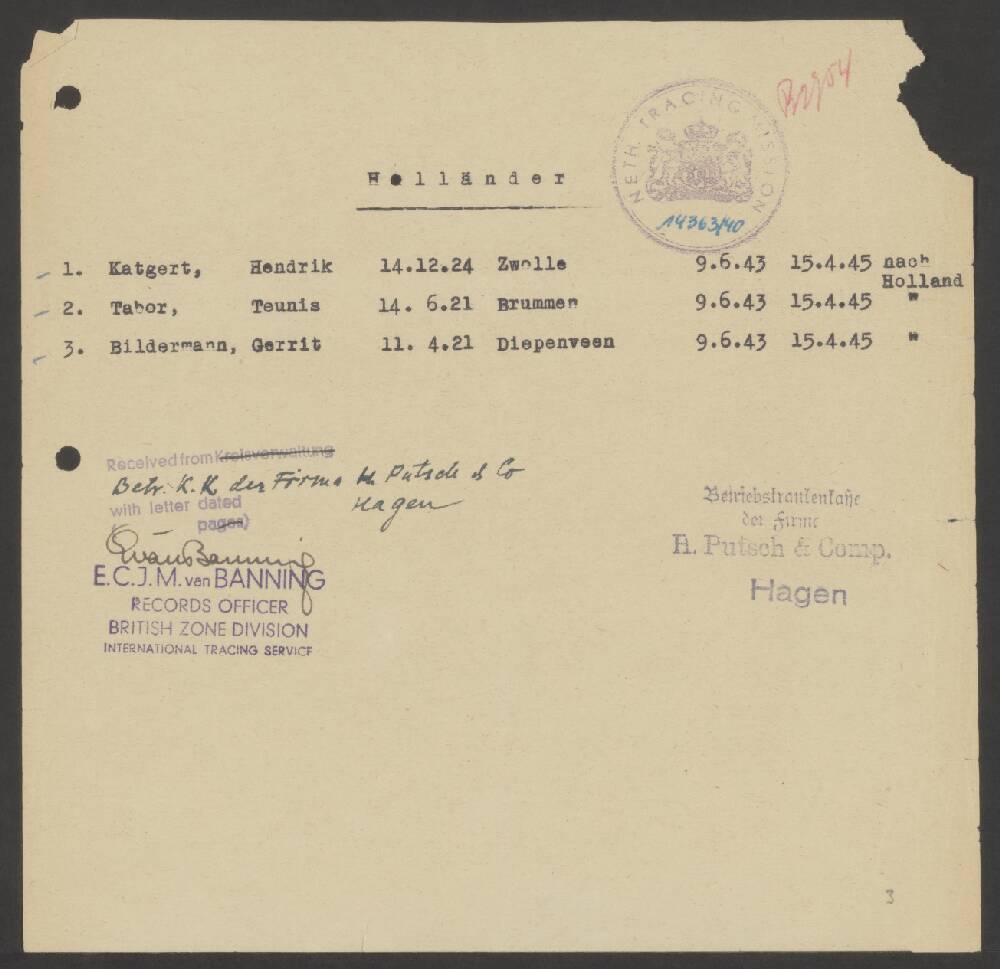 B2904
NETH. TRACING MISSION
14363/40
Holländer
1. Katgert, Hendrik 14.12.24 Zwolle 9.6.43 15.4.45 nach
Holland
2. Tabor, Teunis 14. 6.21 Brummen 9.6.43 15.4.45 "
3. Bildermann, Gerrit 11. 4.21 Diepenveen 9.6.43 15.4.45 "
Received from Kreisverwaltung
Betr. K.K. der Firma H. Putsch & Co
Hagen
with letter dated
pages)
EvanBanning
E.C.J.M. van BANNING
RECORDS OFFICER
BRITISH ZONE DIVISION
INTERNATIONAL TRACING SERVICE
Betriebskrankenkasse
der Firma
H. Putsch & Comp.
Hagen
3